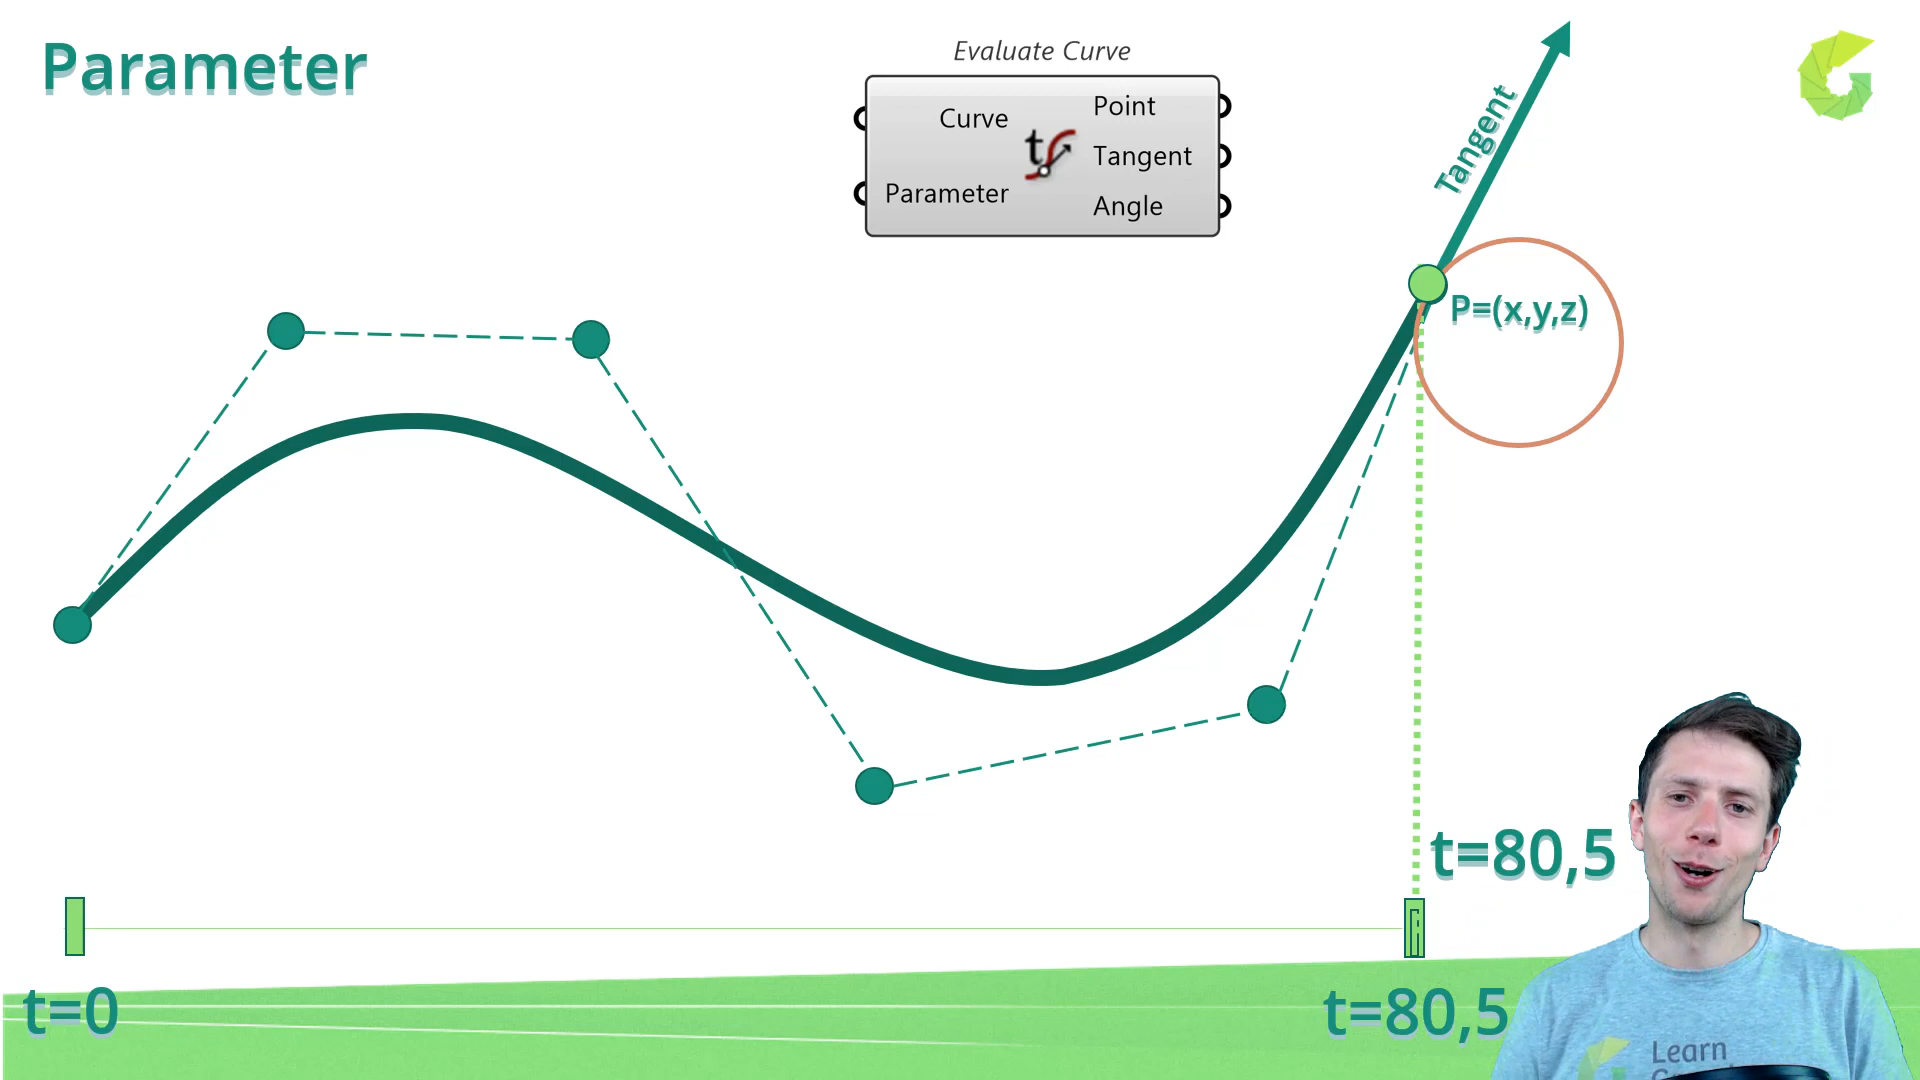 Parameter
Evaluate Curve
Curve
Parameter
t
Point
Tangent
Angle
Tangent
P=(x,y,z)
t=80,5
t=0
t=80,5
Learn